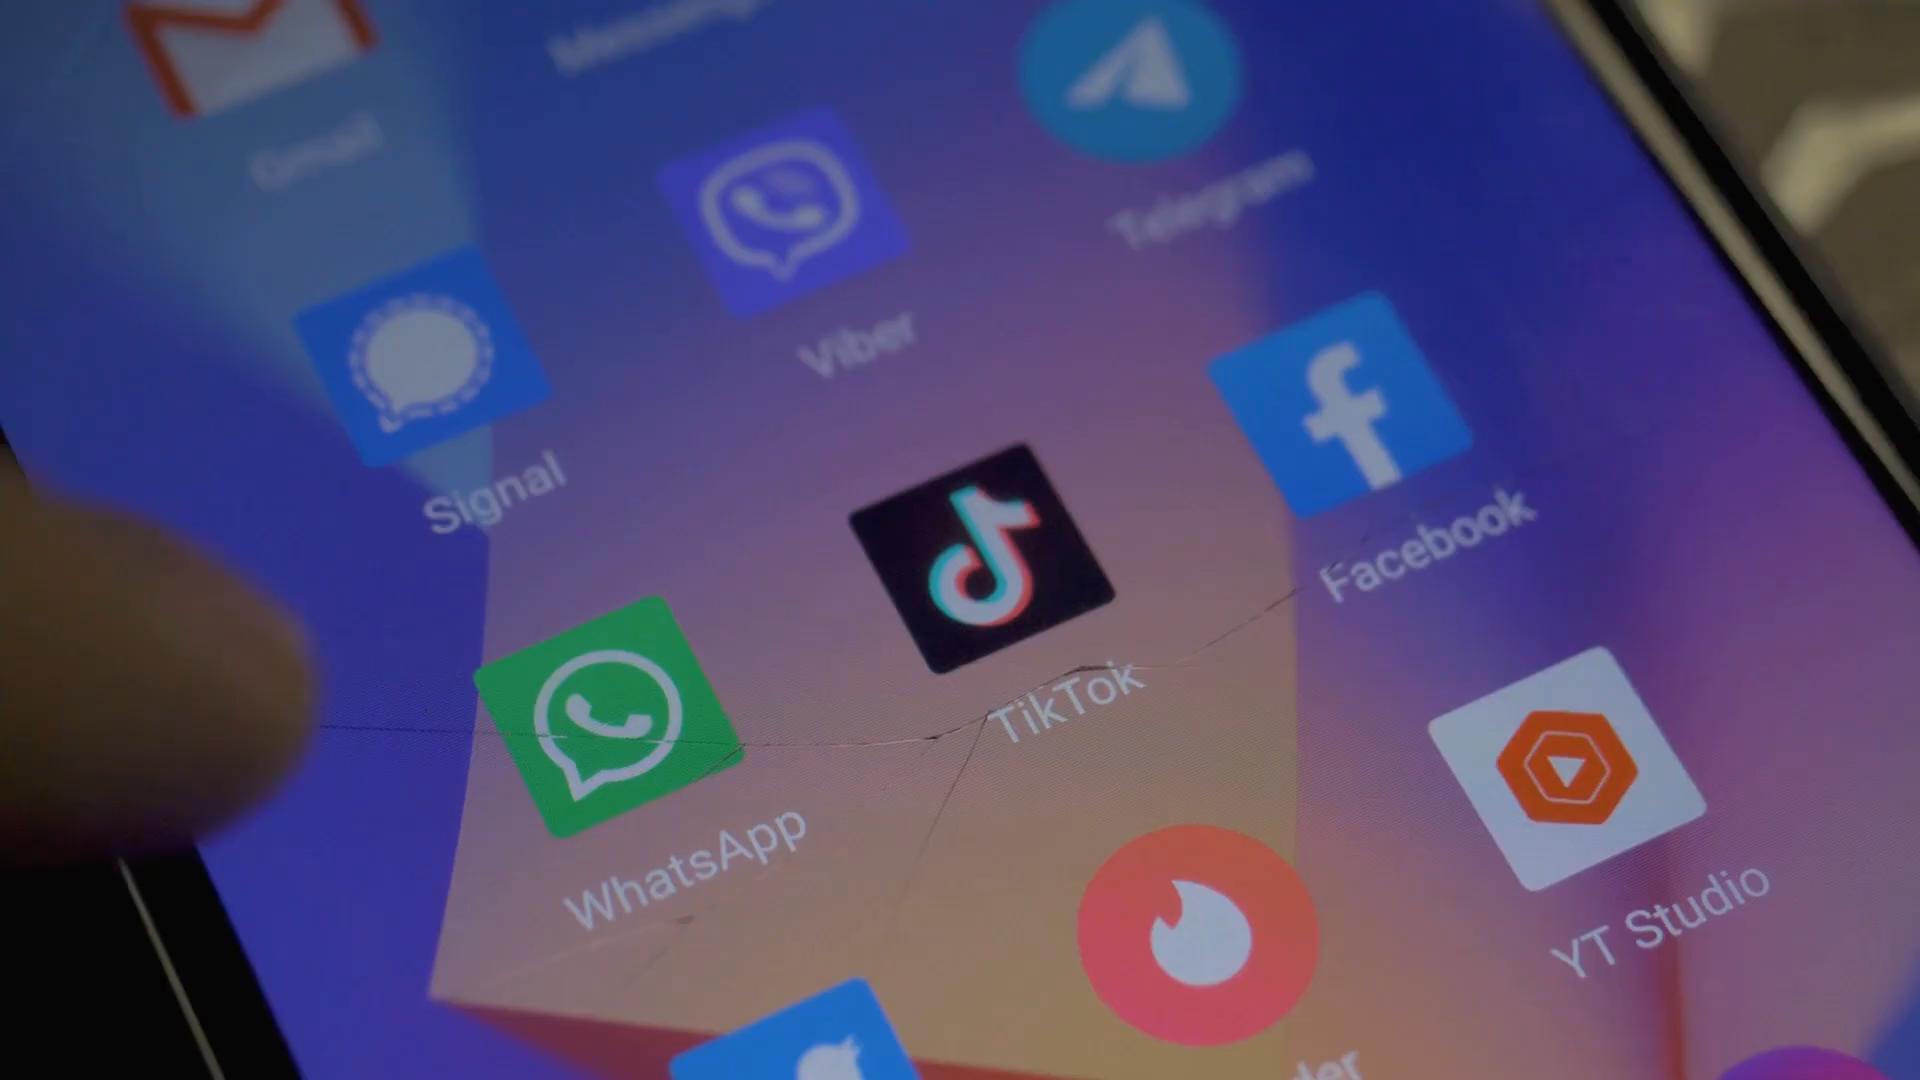 Gmail
Viber
Telegram
Signal
Facebook
TikTok
WhatsApp
YT Studio